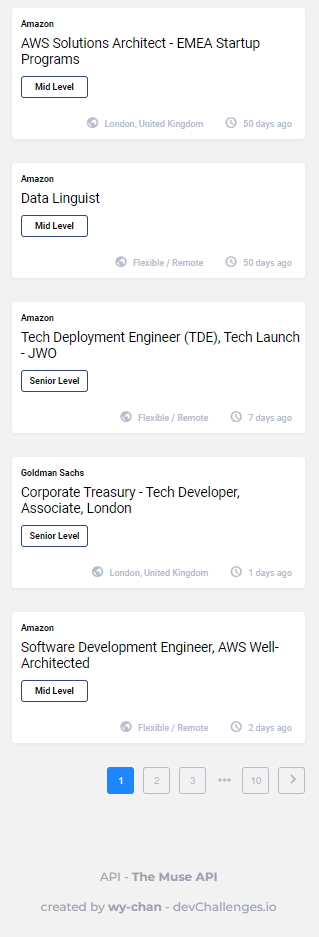 Amazon
AWS Solutions Architect - EMEA Startup
Programs
Mid Level
London, United Kingdom 50 days ago
Amazon
Data Linguist
Mid Level
Flexible / Remote 50 days ago
Amazon
Tech Deployment Engineer (TDE), Tech Launch
- JWO
Senior Level
Flexible / Remote 7 days ago
Goldman Sachs
Corporate Treasury - Tech Developer,
Associate, London
Senior Level
London, United Kingdom 1 days ago
Amazon
Software Development Engineer, AWS Well-
Architected
Mid Level
Flexible / Remote 2 days ago
1 2 3 ••• 10 >
API - The Muse API
created by wy-chan - devChallenges.io